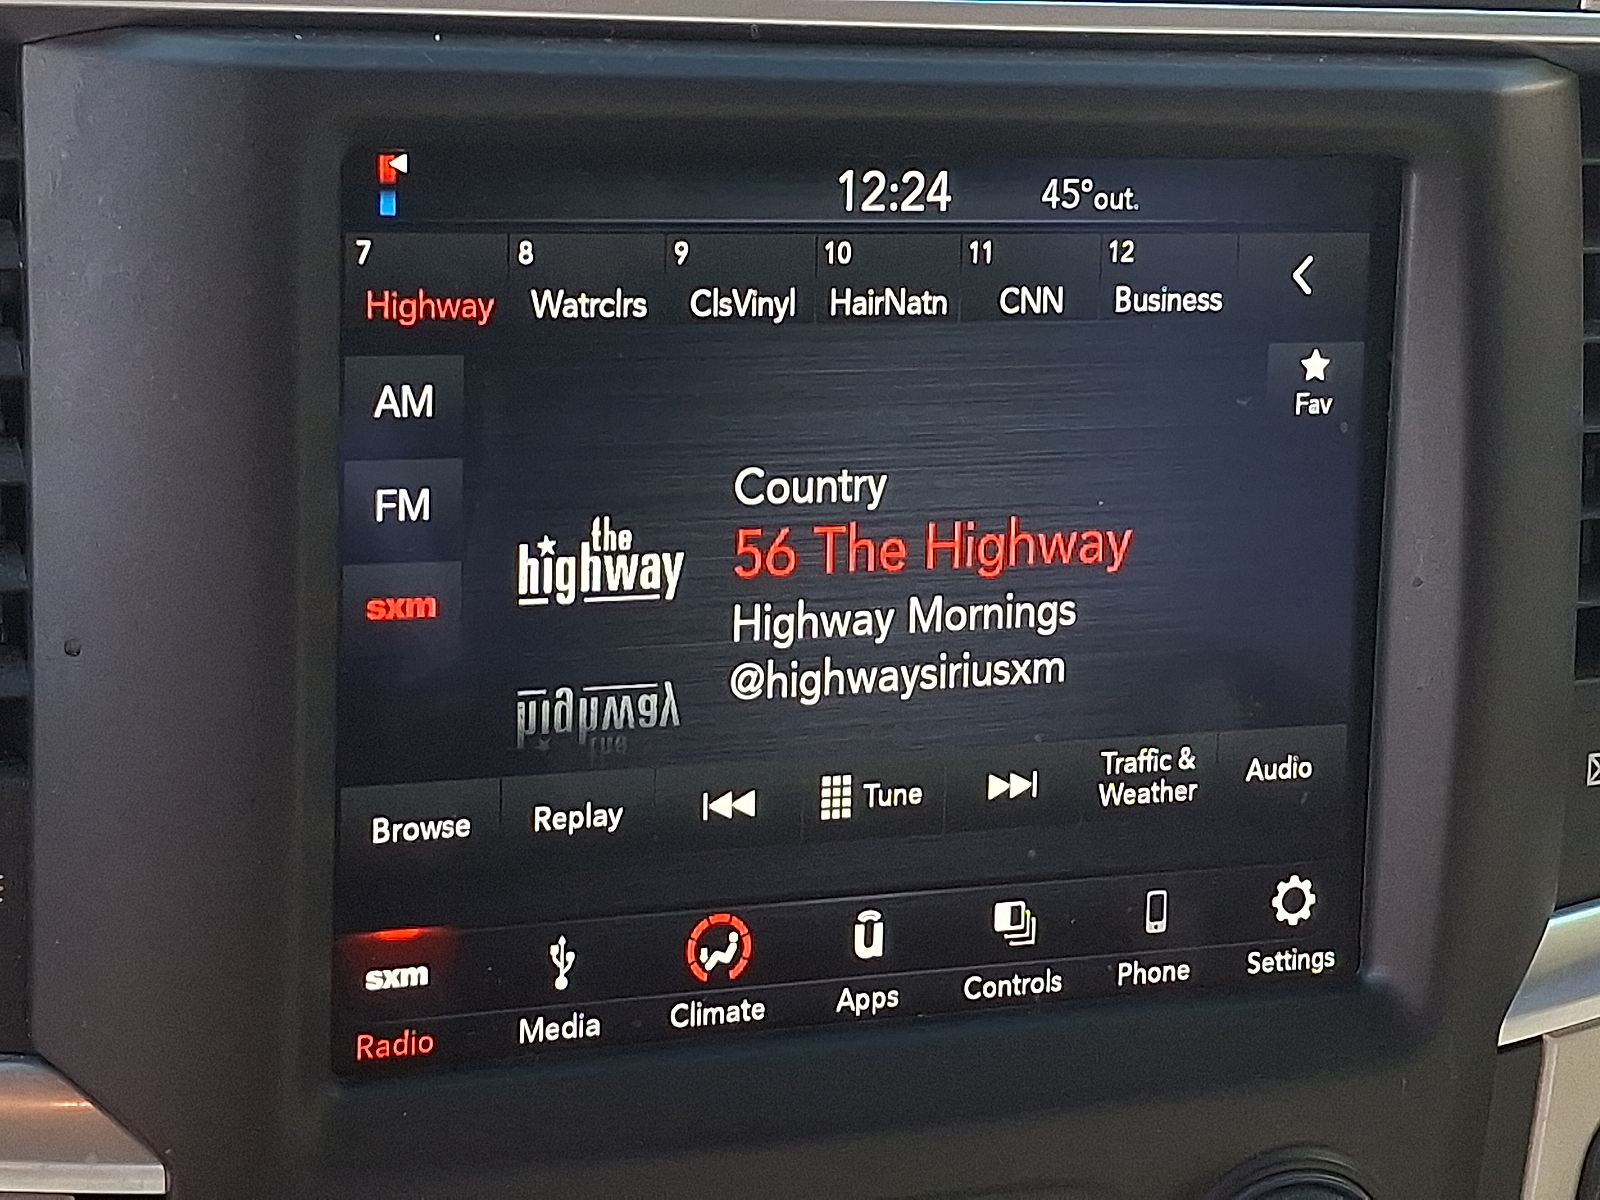 12:24 45°out.
7 8 9 10 11 12
Highway Watrclrs ClsVinyl HairNatn CNN Business
AM
Fav
FM
sxm
the
highway
Country
56 The Highway
Highway Mornings
@highwaysiriusxm
Browse Replay Tune Traffic & Weather Audio
sxm
Radio Media Climate Apps Controls Phone Settings